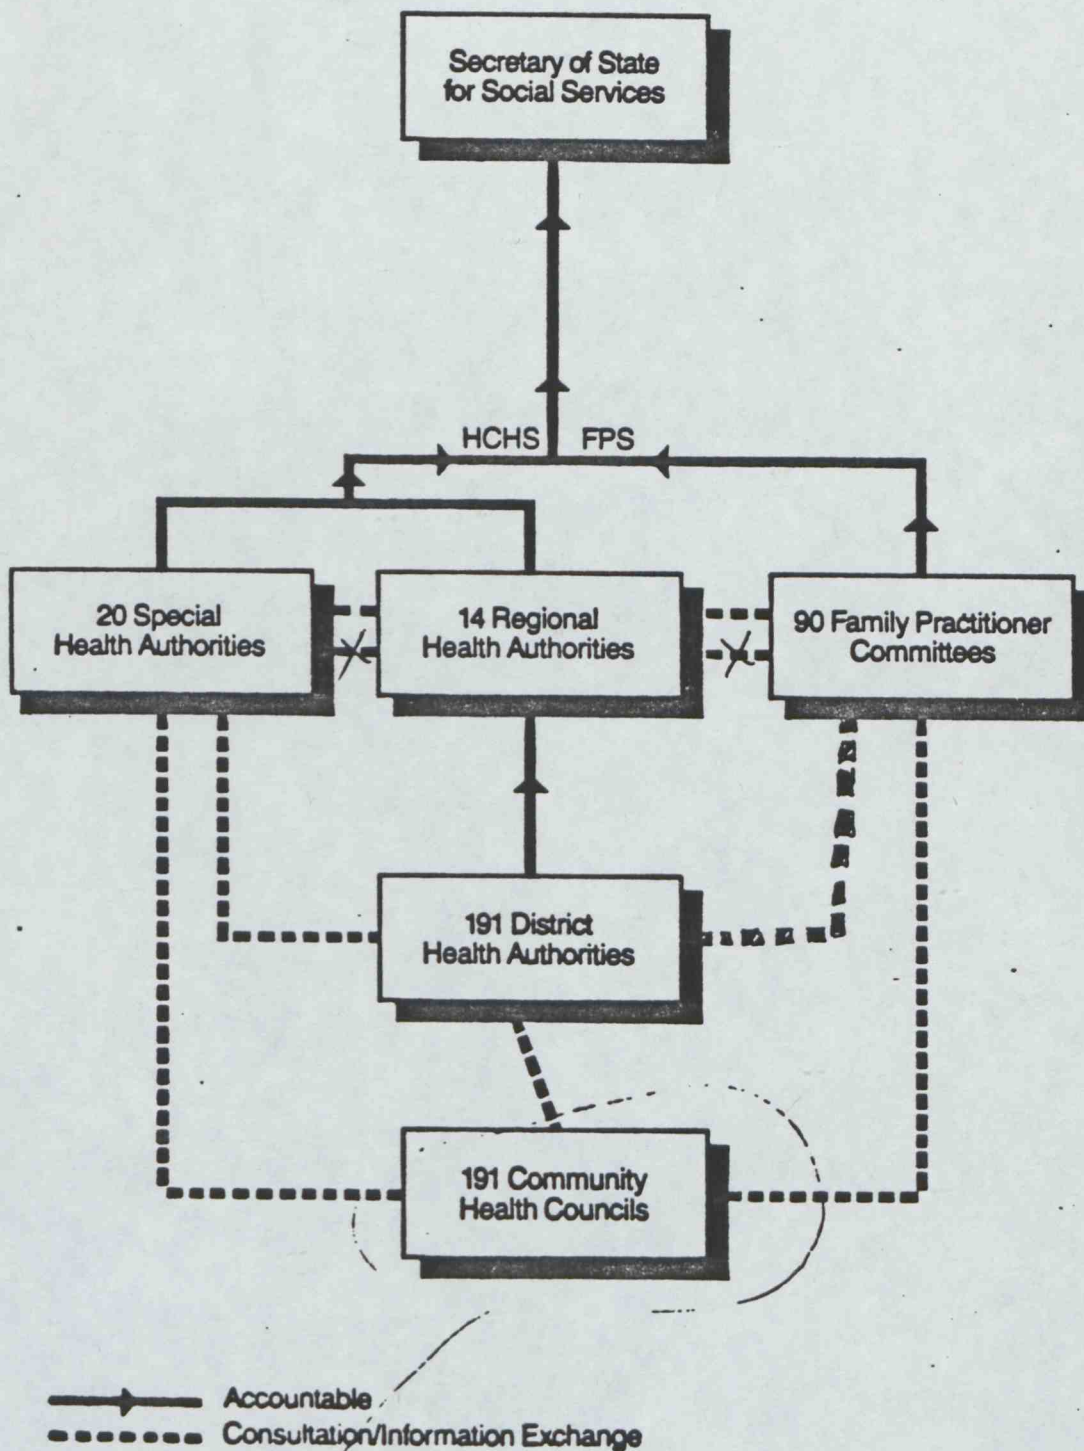 Secretary of State
for Social Services
HCHS FPS
20 Special
Health Authorities
14 Regional
Health Authorities
90 Family Practitioner
Committees
191 District
Health Authorities
191 Community
Health Councils
Accountable
Consultation/Information Exchange